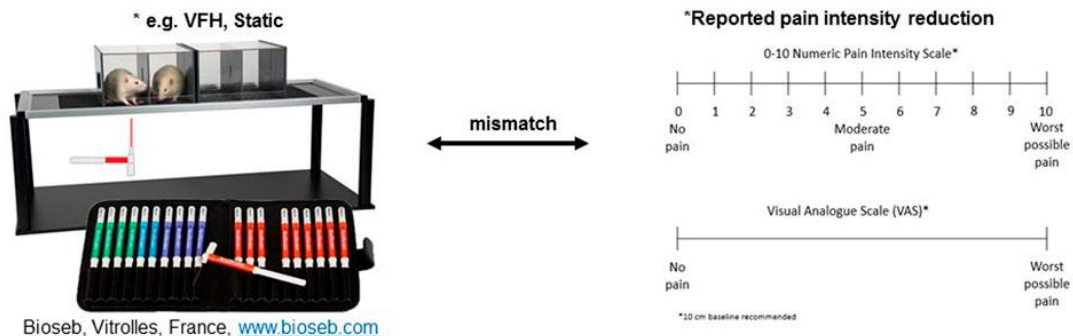 * e.g. VFH, Static
Bioseb, Vitrolles, France, www.bioseb.com
mismatch
*Reported pain intensity reduction
0-10 Numeric Pain Intensity Scale*
0 1 2 3 4 5 6 7 8 9 10
No pain
Moderate pain
Worst possible pain
Visual Analogue Scale (VAS)*
No pain
Worst possible pain
*10 cm baseline recommended